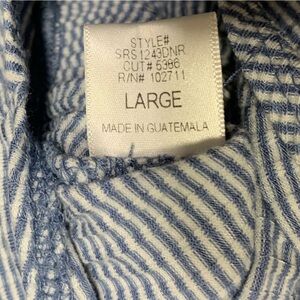 STYLE#
SRS1243DNR
CUT# 5386
R/N# 102711
LARGE
MADE IN GUATEMALA